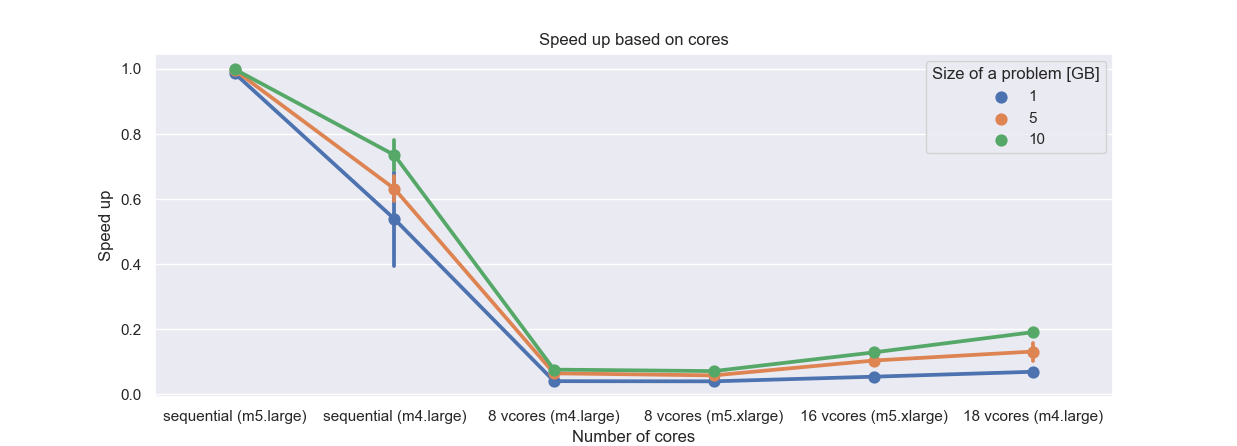 Speed up based on cores
Size of a problem [GB]
1
5
10
1.0
0.8
0.6
0.4
0.2
0.0
Speed up
sequential (m5.large) sequential (m4.large) 8 vcores (m4.large) 8 vcores (m5.xlarge) 16 vcores (m5.xlarge) 18 vcores (m4.large)
Number of cores